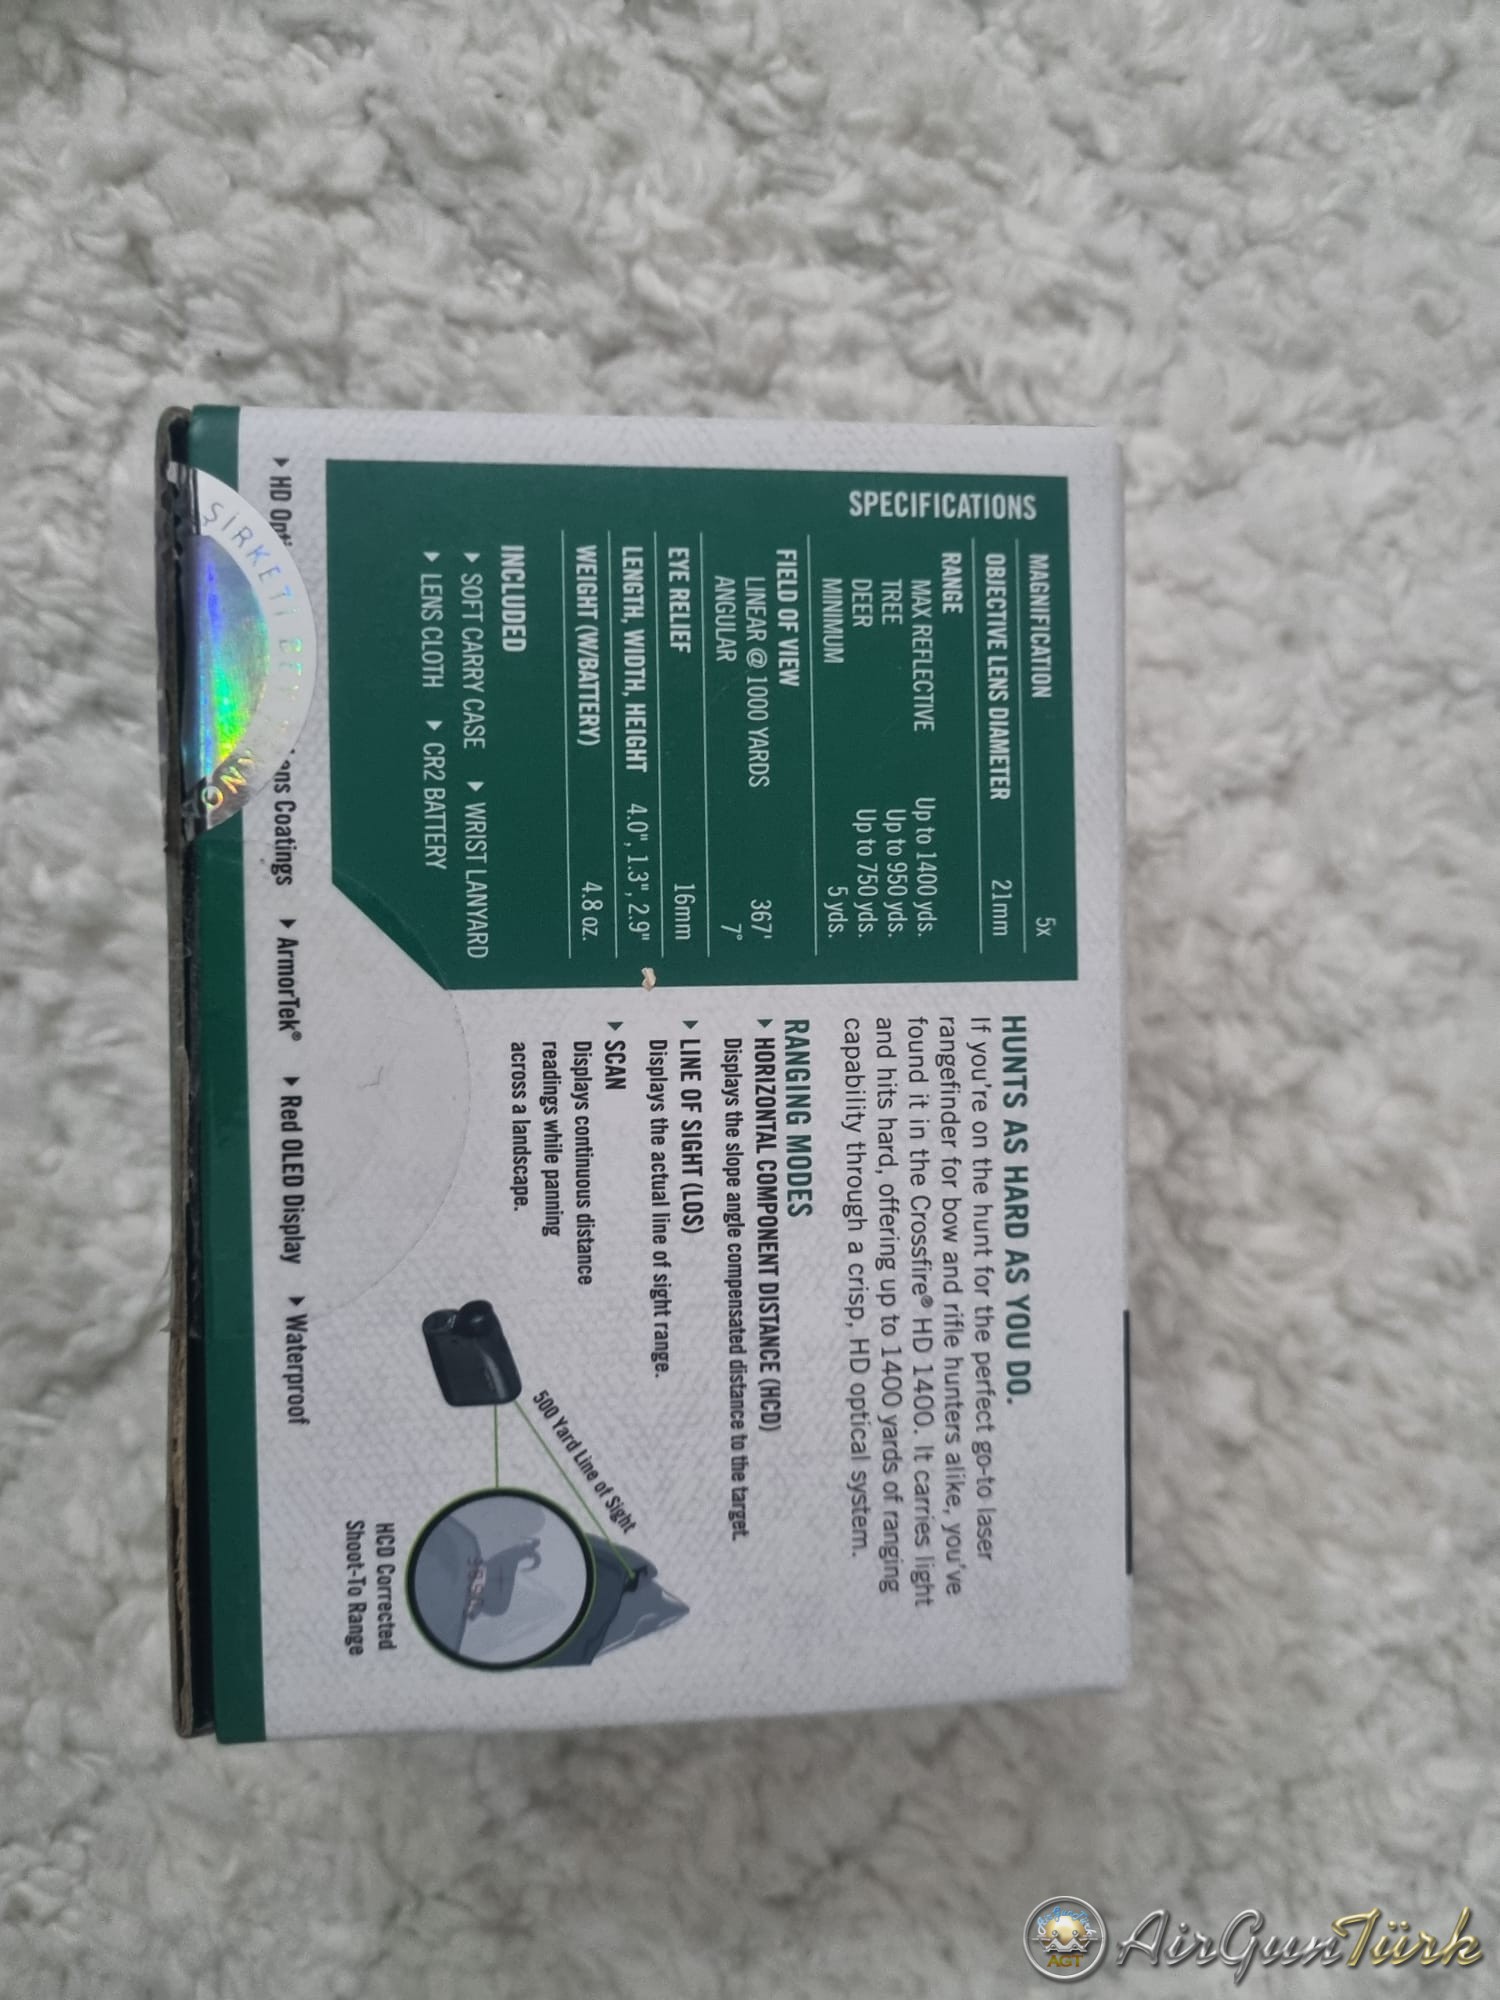 SPECIFICATIONS
MAGNIFICATION 5x
OBJECTIVE LENS DIAMETER 21mm
RANGE
MAX REFLECTIVE Up to 1400 yds.
TREE Up to 950 yds.
DEER Up to 750 yds.
MINIMUM 5 yds.
FIELD OF VIEW
LINEAR @ 1000 YARDS 367'
ANGULAR 7°
EYE RELIEF 16mm
LENGTH, WIDTH, HEIGHT 4.0", 1.3", 2.9"
WEIGHT (W/BATTERY) 4.8 oz.
INCLUDED
SOFT CARRY CASE WRIST LANYARD
LENS CLOTH CR2 BATTERY
HUNTS AS HARD AS YOU DO.
If you're on the hunt for the perfect go-to laser
rangefinder for bow and rifle hunters alike, you've
found it in the Crossfire® HD 1400. It carries light
and hits hard, offering up to 1400 yards of ranging
capability through a crisp, HD optical system.
RANGING MODES
HORIZONTAL COMPONENT DISTANCE (HCD)
Displays the slope angle compensated distance to the target.
LINE OF SIGHT (LOS)
Displays the actual line of sight range.
SCAN
Displays continuous distance
readings while panning
across a landscape.
500 Yard Line of Sight
HCD Corrected
Shoot-To Range
HD Coatings ArmorTek® Red OLED Display Waterproof
ŞİRKETİ
AirGunTürk
AGT